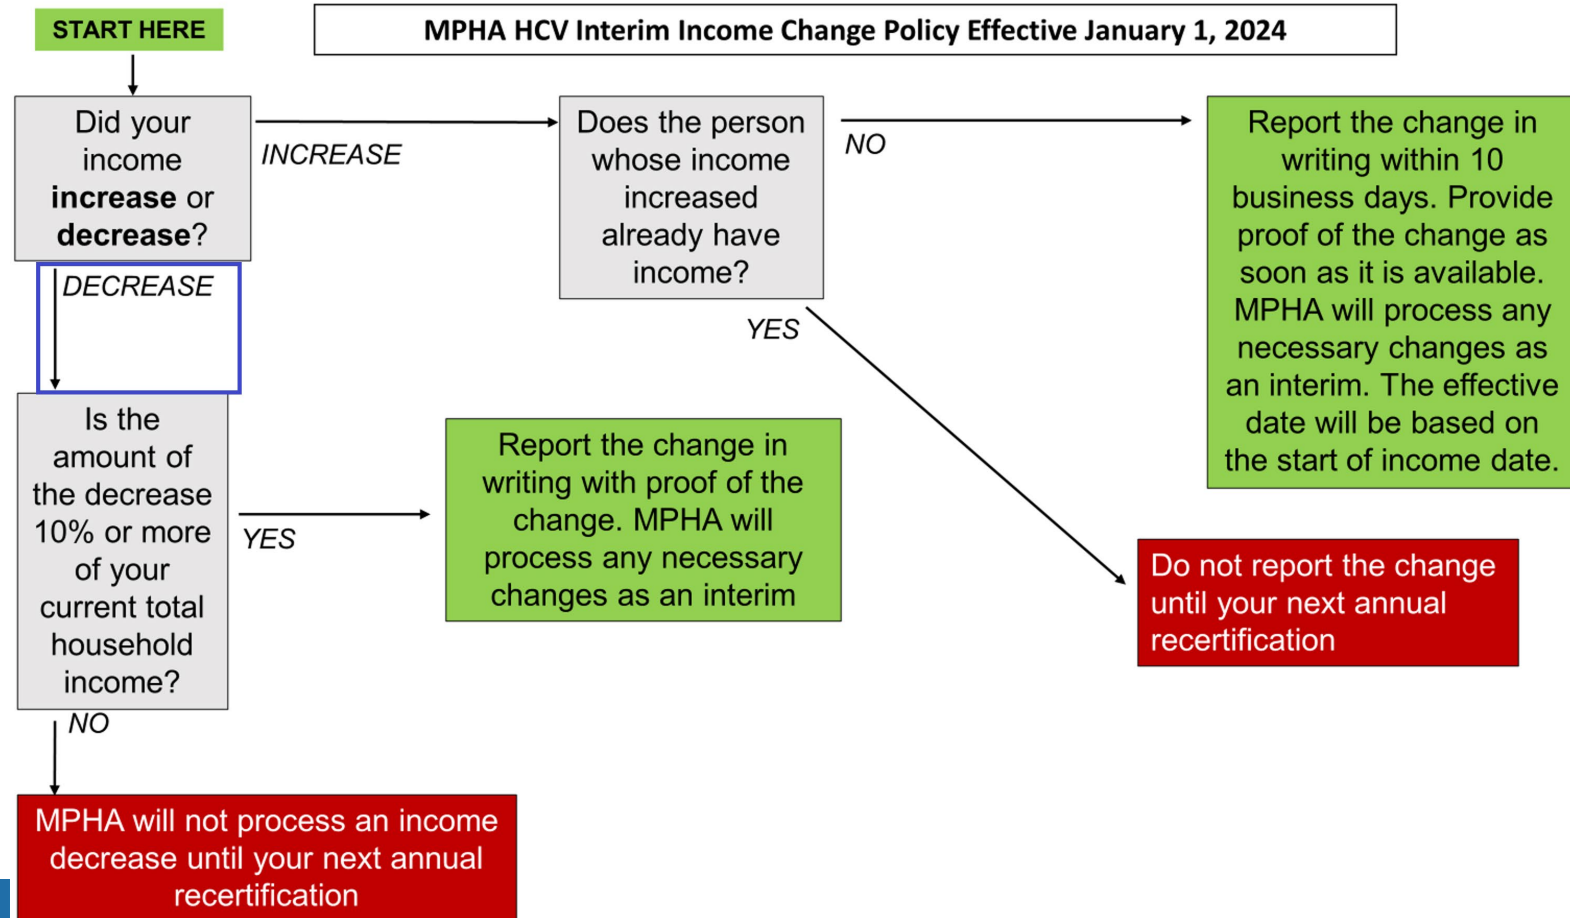 START HERE
MPHA HCV Interim Income Change Policy Effective January 1, 2024
Did your
income
increase or
decrease?
INCREASE
Does the person
whose income
increased
already have
income?
NO
Report the change in
writing within 10
business days. Provide
proof of the change as
soon as it is available.
MPHA will process any
necessary changes as
an interim. The effective
date will be based on
the start of income date.
DECREASE
YES
Is the
amount of
the decrease
10% or more
of your
current total
household
income?
YES
Report the change in
writing with proof of the
change. MPHA will
process any necessary
changes as an interim
Do not report the change
until your next annual
recertification
NO
MPHA will not process an income
decrease until your next annual
recertification